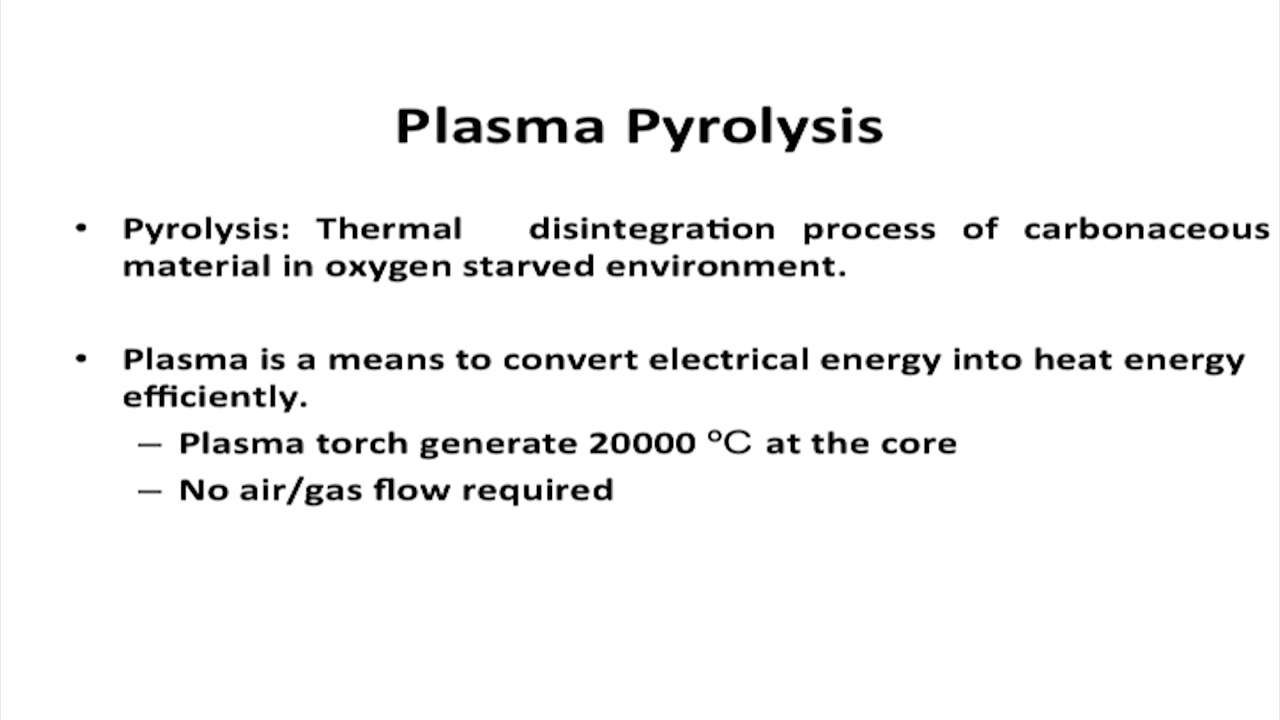 Plasma Pyrolysis
• Pyrolysis: Thermal disintegration process of carbonaceous
material in oxygen starved environment.
• Plasma is a means to convert electrical energy into heat energy
efficiently.
– Plasma torch generate 20000 °C at the core
– No air/gas flow required